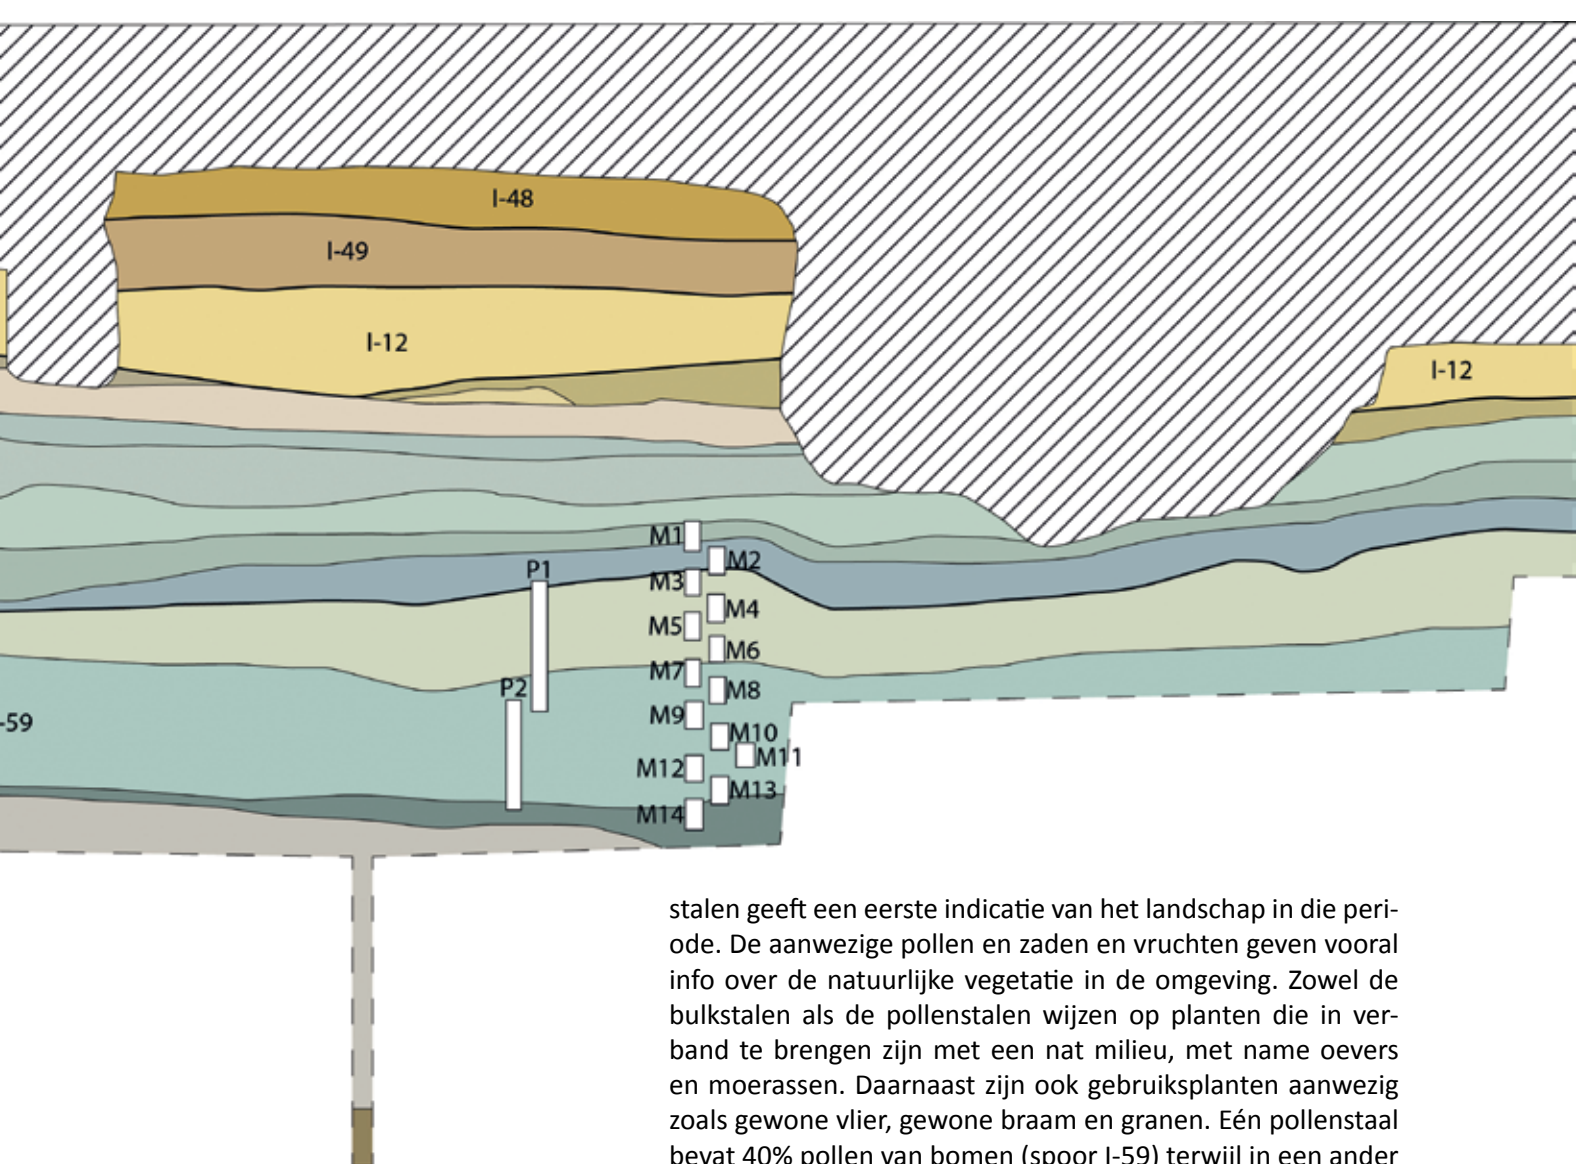 I-48
I-49
I-12
I-12
M1
M2
P1
M3
M4
M5
M6
M7
P2
M8
M9
-59
M10
M11
M12
M13
M14
stalen geeft een eerste indicatie van het landschap in die peri-
ode. De aanwezige pollen en zaden en vruchten geven vooral
info over de natuurlijke vegetatie in de omgeving. Zowel de
bulkstalen als de pollenstalen wijzen op planten die in ver-
band te brengen zijn met een nat milieu, met name oevers
en moerassen. Daarnaast zijn ook gebruiksplanten aanwezig
zoals gewone vlier, gewone braam en granen. Eén pollenstaal
bevat 40% pollen van bomen (spoor I-59) terwijl in een ander